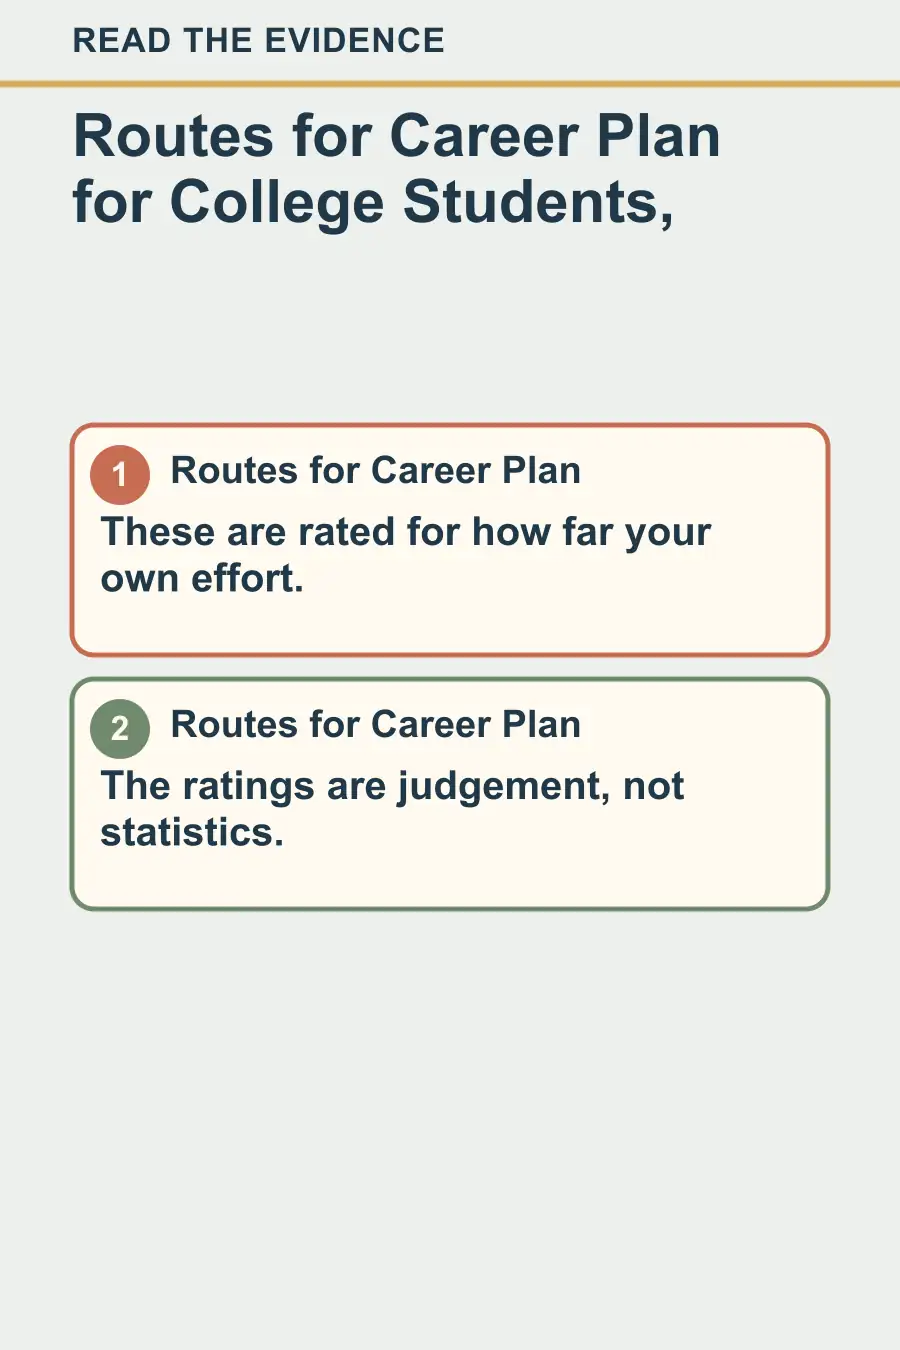 READ THE EVIDENCE
Routes for Career Plan
for College Students,
1
Routes for Career Plan
These are rated for how far your
own effort.
2
Routes for Career Plan
The ratings are judgement, not
statistics.